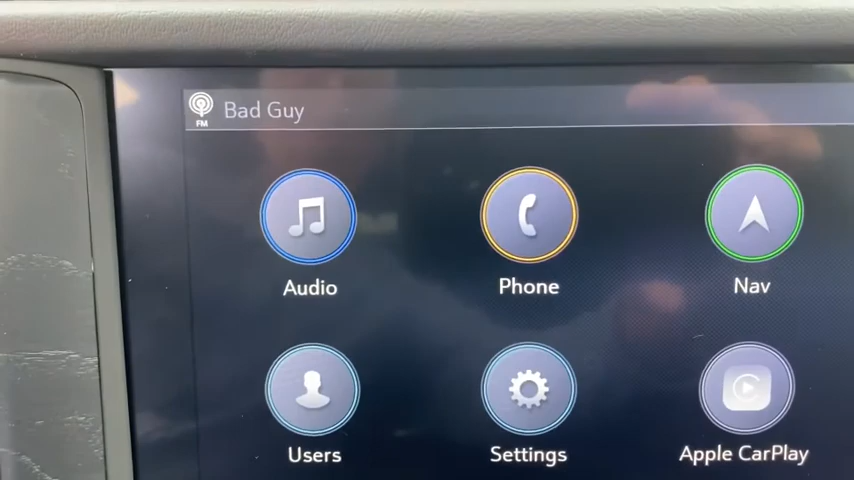 FM
Bad Guy
Audio
Phone
Nav
Users
Settings
Apple CarPlay